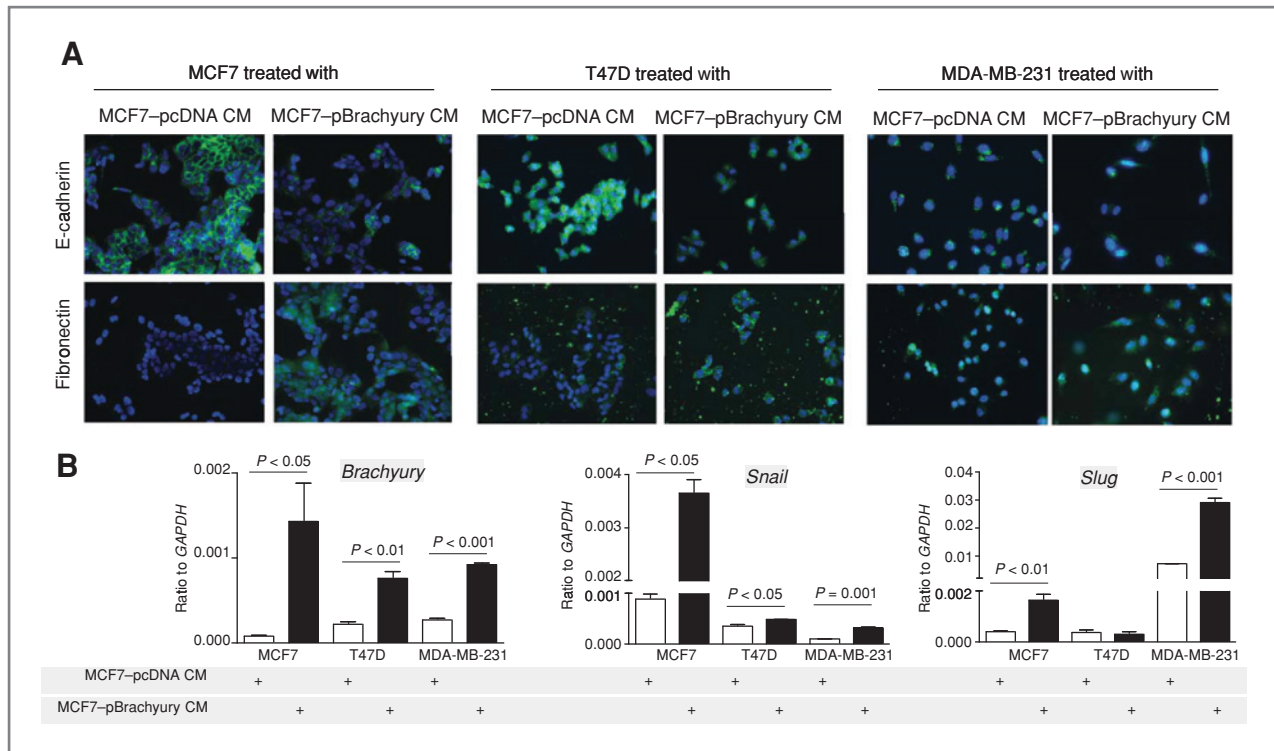 A
MCF7 treated with
T47D treated with
MDA-MB-231 treated with
MCF7–pcDNA CM MCF7–pBrachyury CM
MCF7–pcDNA CM MCF7–pBrachyury CM
MCF7–pcDNA CM MCF7–pBrachyury CM
E-cadherin
Fibronectin
B
Brachyury
Ratio to GAPDH
0.002
0.001
0.000
P < 0.05
P < 0.01
P < 0.001
MCF7 T47D MDA-MB-231
Snail
Ratio to GAPDH
0.004
0.003
0.002
0.001
0.000
P < 0.05
P < 0.05
P = 0.001
MCF7 T47D MDA-MB-231
Slug
Ratio to GAPDH
0.04
0.03
0.02
0.01
0.002
0.000
P < 0.01
P < 0.001
MCF7 T47D MDA-MB-231
MCF7–pcDNA CM + + + + + + + + +
MCF7–pBrachyury CM + + + + + + + + +